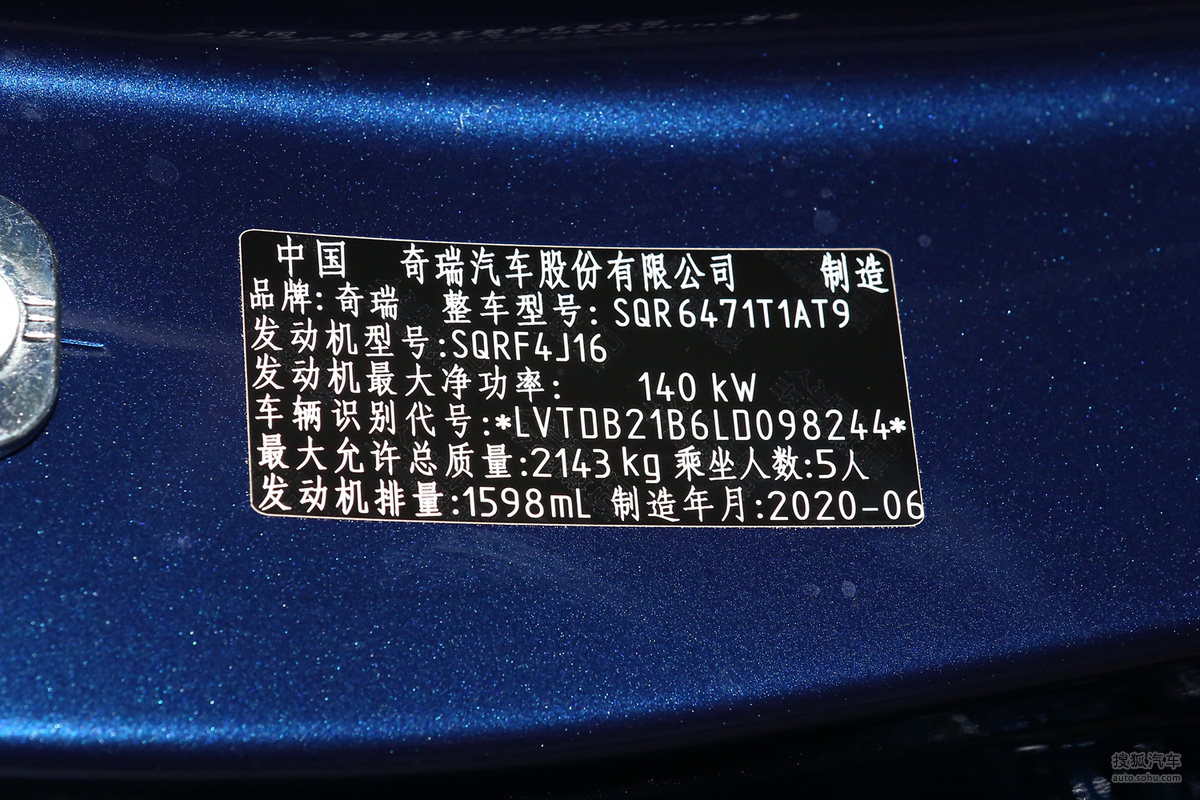 中国 奇瑞汽车股份有限公司 制造
品牌:奇瑞 整车型号:SQR6471T1AT9
发动机型号:SQRF4J16
发动机最大净功率: 140 kW
车辆识别代号:*LVTDB21B6LD098244*
最大允许总质量:2143kg 乘坐人数:5人
发动机排量:1598mL 制造年月:2020-06
搜狐汽车
auto.sohu.com